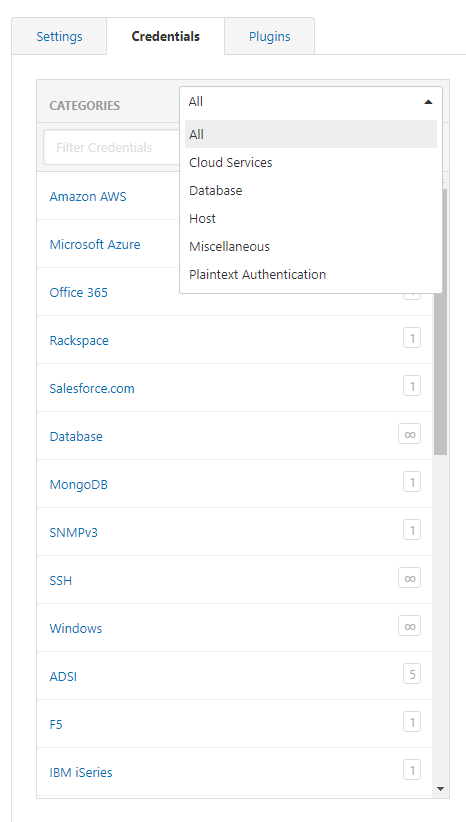 Settings Credentials Plugins
CATEGORIES All
All
Filter Credentials
Cloud Services
Database
Host
Miscellaneous
Plaintext Authentication
Amazon AWS
Microsoft Azure
Office 365
Rackspace 1
Salesforce.com 1
Database ∞
MongoDB 1
SNMPv3 1
SSH ∞
Windows ∞
ADSI 5
F5 1
IBM iSeries 1